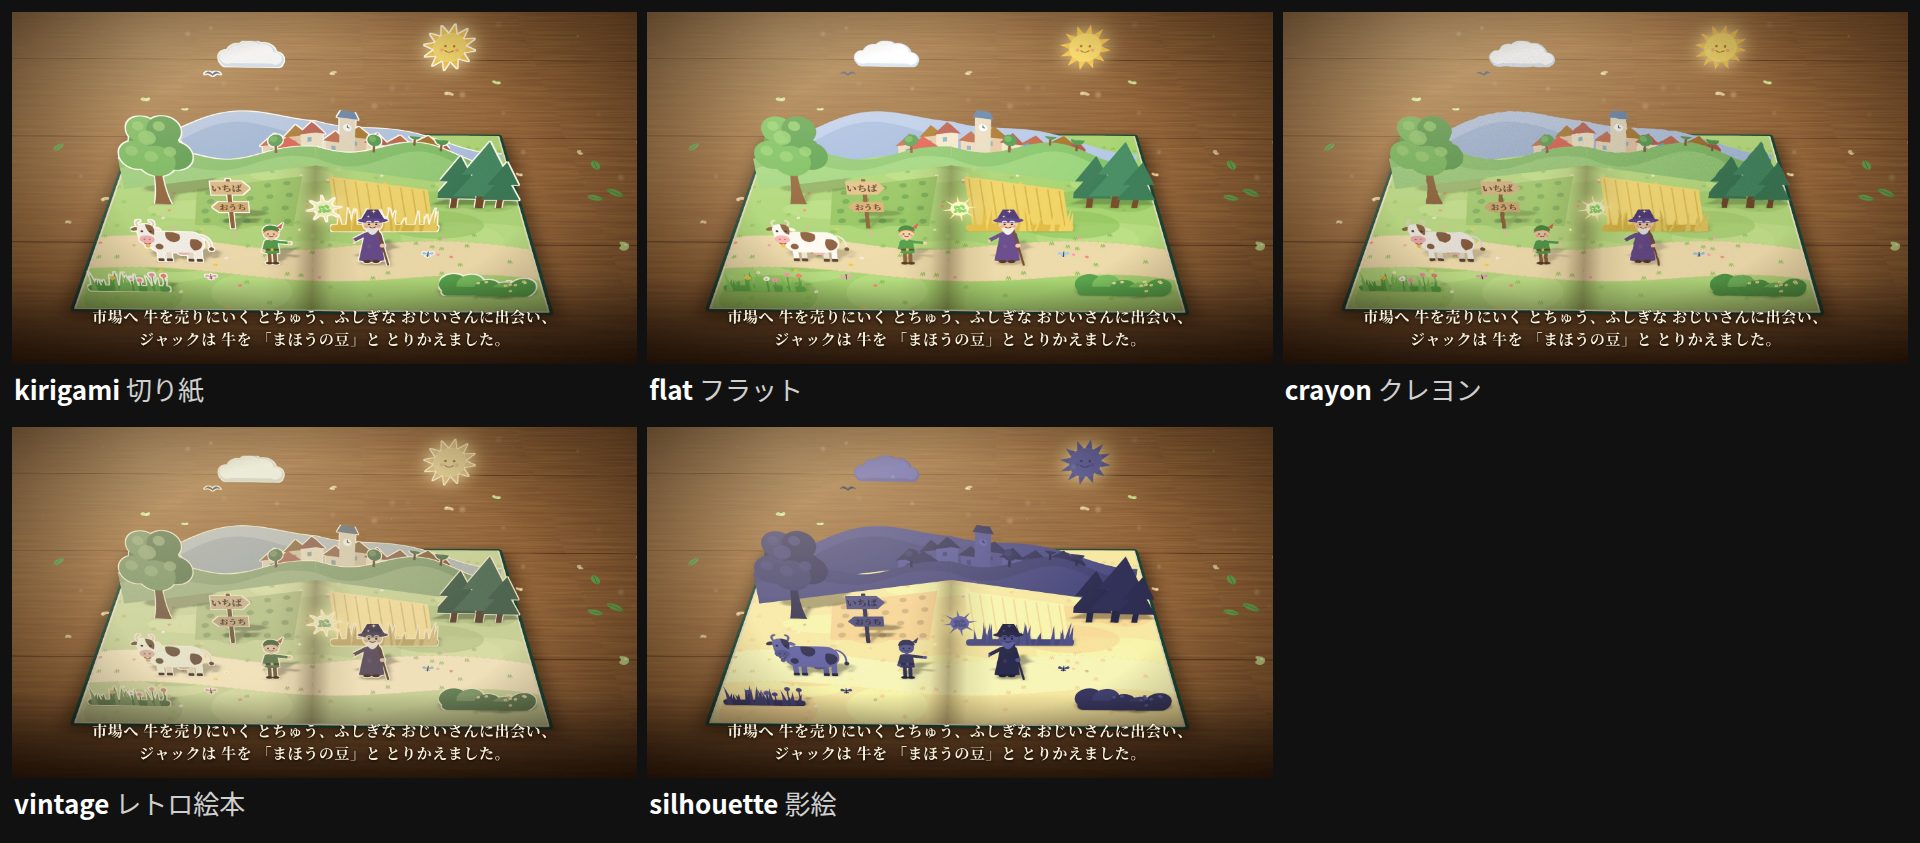 いちば
おうち
市場へ 牛を売りにいく とちゅう、ふしぎな おじいさんに出会い、
ジャックは 牛を 「まほうの豆」と とりかえました。
kirigami 切り紙
いちば
おうち
市場へ 牛を売りにいく とちゅう、ふしぎな おじいさんに出会い、
ジャックは 牛を 「まほうの豆」と とりかえました。
flat フラット
いちば
おうち
市場へ 牛を売りにいく とちゅう、ふしぎな おじいさんに出会い、
ジャックは 牛を 「まほうの豆」と とりかえました。
crayon クレヨン
いちば
おうち
市場へ 牛を売りにいく とちゅう、ふしぎな おじいさんに出会い、
ジャックは 牛を 「まほうの豆」と とりかえました。
vintage レトロ絵本
いちば
おうち
市場へ 牛を売りにいく とちゅう、ふしぎな おじいさんに出会い、
ジャックは 牛を 「まほうの豆」と とりかえました。
silhouette 影絵